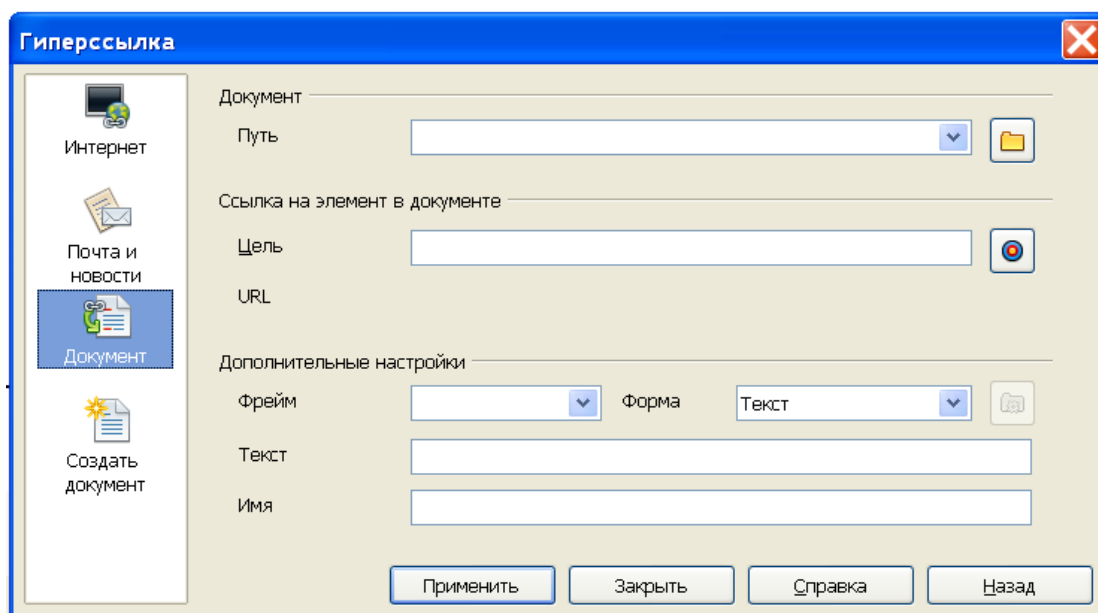 Гиперссылка
Интернет
Почта и
новости
Документ
Создать
документ
Документ
Путь
Ссылка на элемент в документе
Цель
URL
Дополнительные настройки
Фрейм
Форма
Текст
Текст
Имя
Применить
Закрыть
Справка
Назад